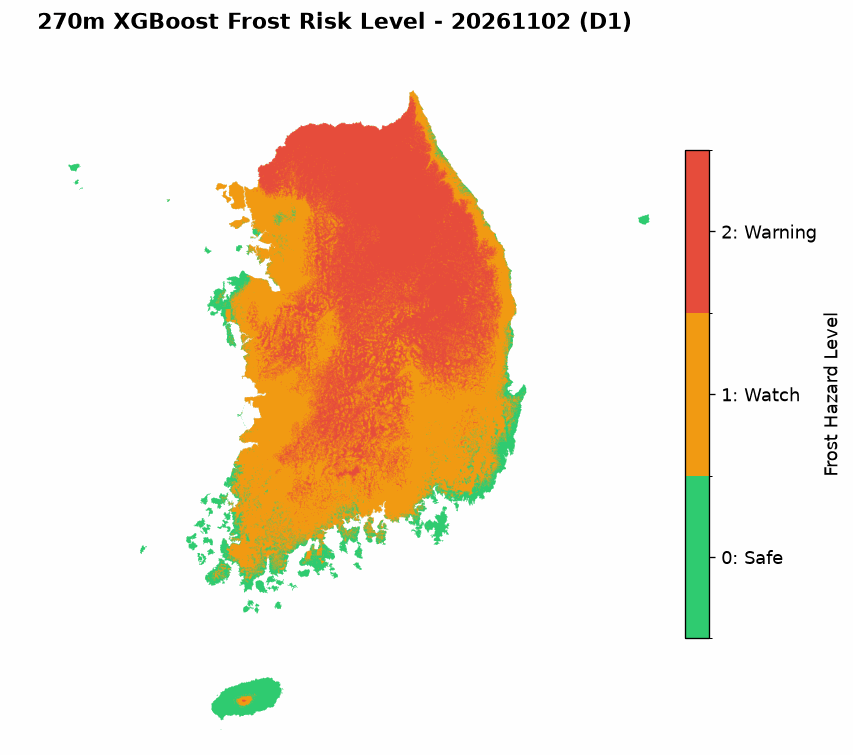 270m XGBoost Frost Risk Level - 20261102 (D1)
2: Warning
1: Watch
0: Safe
Frost Hazard Level